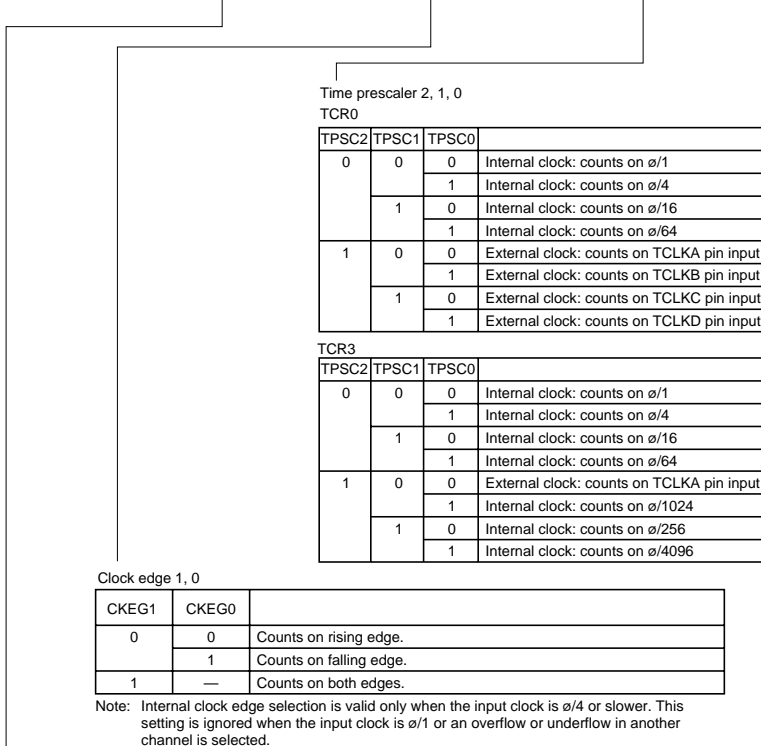 Time prescaler 2, 1, 0
TCR0
TPSC2 TPSC1 TPSC0
0 0 0 Internal clock: counts on ø/1
1 Internal clock: counts on ø/4
1 0 Internal clock: counts on ø/16
1 Internal clock: counts on ø/64
1 0 0 External clock: counts on TCLKA pin input
1 External clock: counts on TCLKB pin input
1 0 External clock: counts on TCLKC pin input
1 External clock: counts on TCLKD pin input
TCR3
TPSC2 TPSC1 TPSC0
0 0 0 Internal clock: counts on ø/1
1 Internal clock: counts on ø/4
1 0 Internal clock: counts on ø/16
1 Internal clock: counts on ø/64
1 0 0 External clock: counts on TCLKA pin input
1 Internal clock: counts on ø/1024
1 0 Internal clock: counts on ø/256
1 Internal clock: counts on ø/4096
Clock edge 1, 0
CKEG1 CKEG0
0 0 Counts on rising edge.
1 Counts on falling edge.
1 — Counts on both edges.
Note: Internal clock edge selection is valid only when the input clock is ø/4 or slower. This
setting is ignored when the input clock is ø/1 or an overflow or underflow in another
channel is selected.